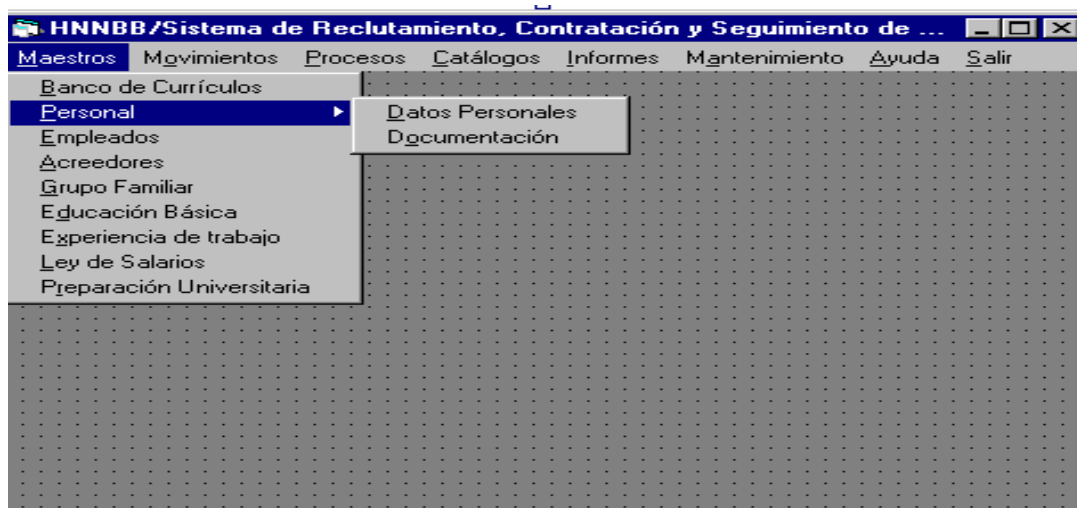 HNNBB/Sistema de Reclutamiento, Contratación y Seguimiento de ...
Maestros Movimientos Procesos Catálogos Informes Mantenimiento Ayuda Salir
Banco de Currículos
Personal
Datos Personales
Documentación
Empleados
Acreedores
Grupo Familiar
Educación Básica
Experiencia de trabajo
Ley de Salarios
Preparación Universitaria